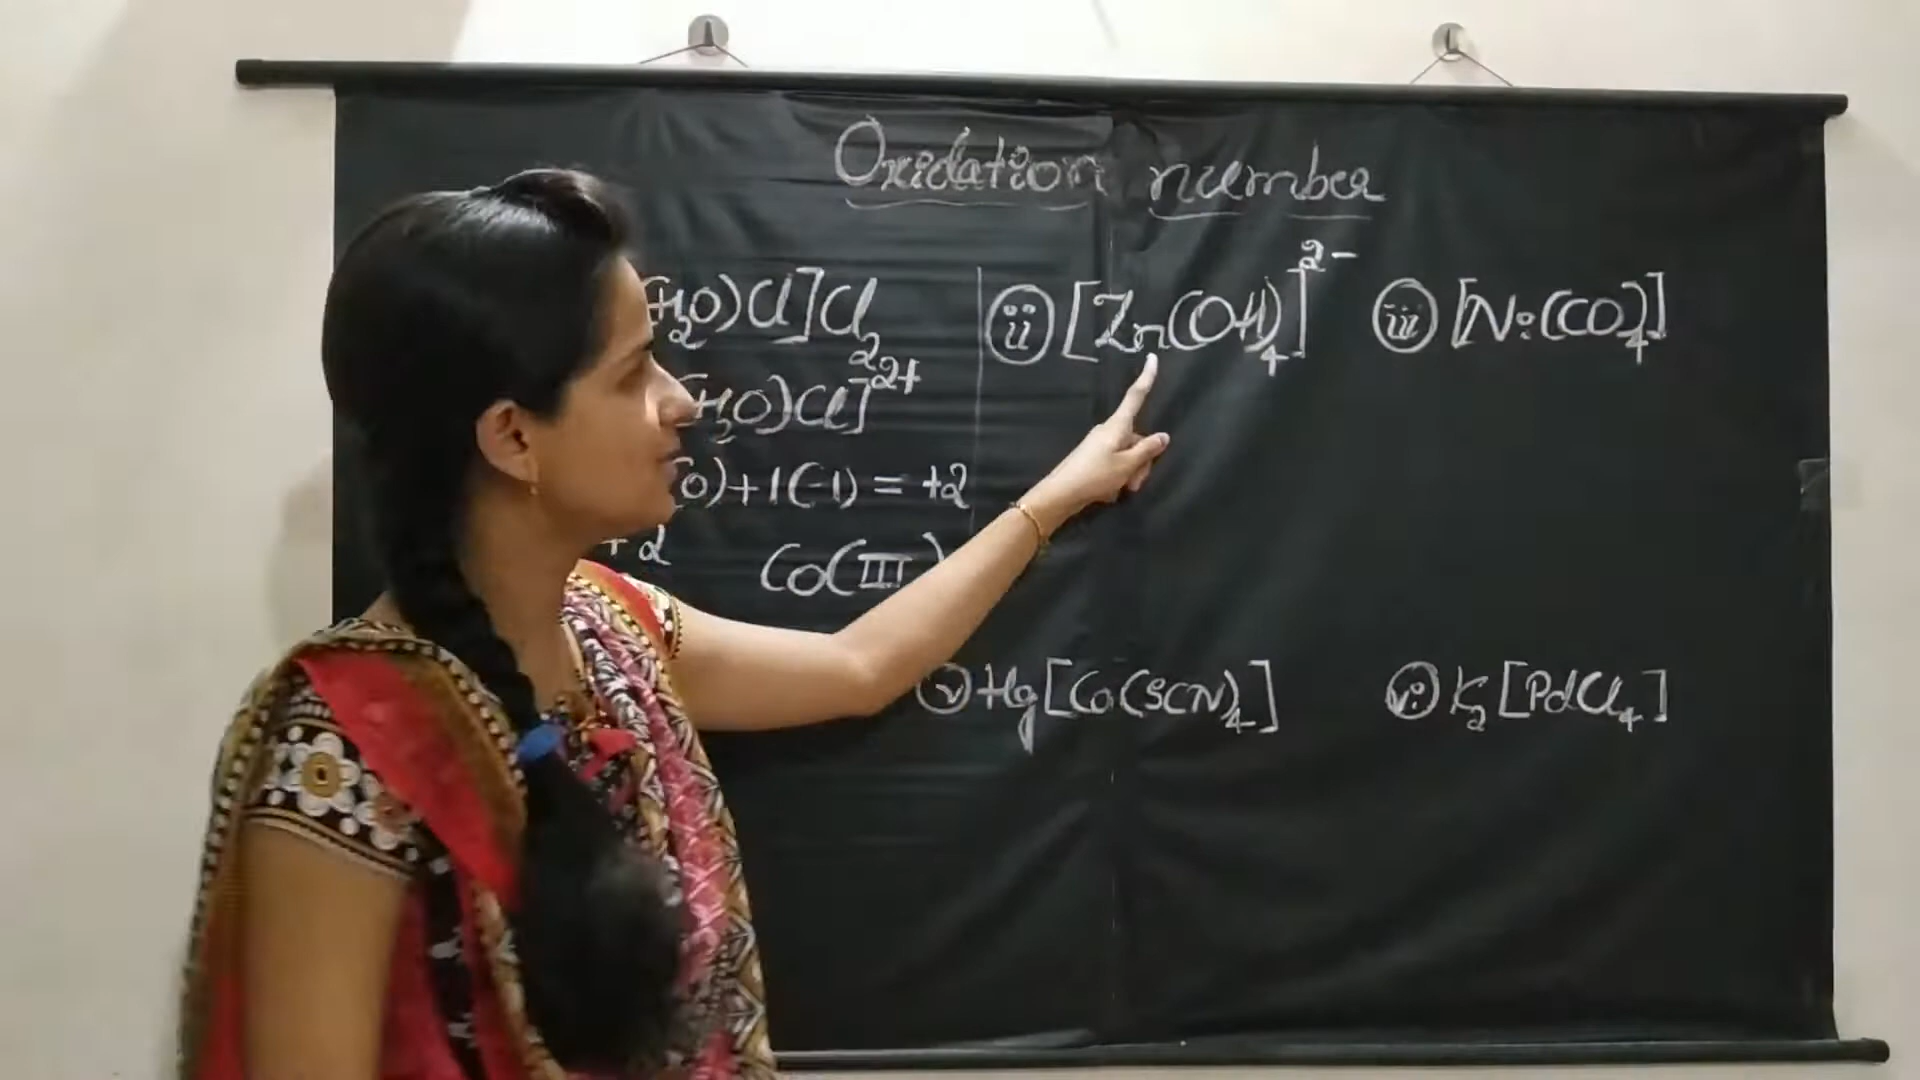 Oxidation number
H₂O)Cl]Cl₂
(ii) [Zn(OH)₄]²⁻
(iii) [Ni(CO)₄]
H₂O)Cl]²⁺
(0)+1(-1) = +2
+2 Co(III)
(v) Hg[Co(SCN)₄]
(vi) K₂[PdCl₄]